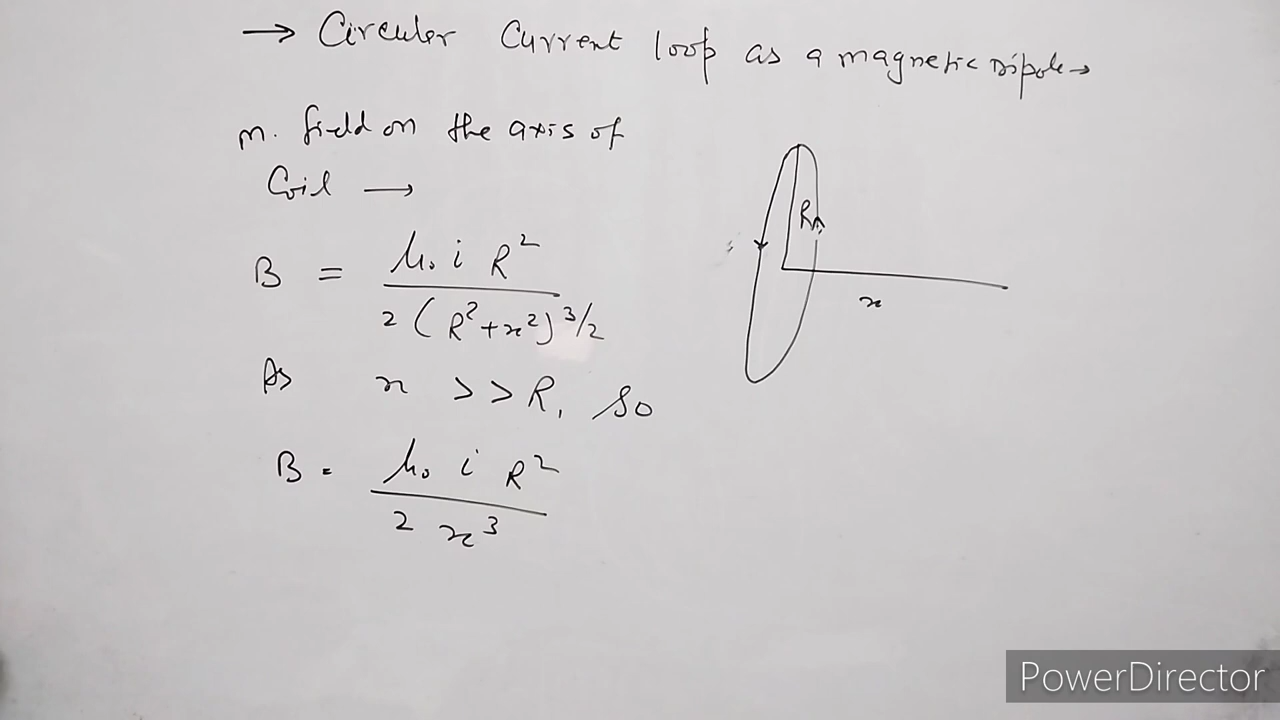 → Circular Current loop as a magnetic Dipole →
m. field on the axis of
Coil →
B = μ₀ i R² / 2 (R² + x²)^3/2
As x >> R, So
B = μ₀ i R² / 2 x³
R
x
PowerDirector